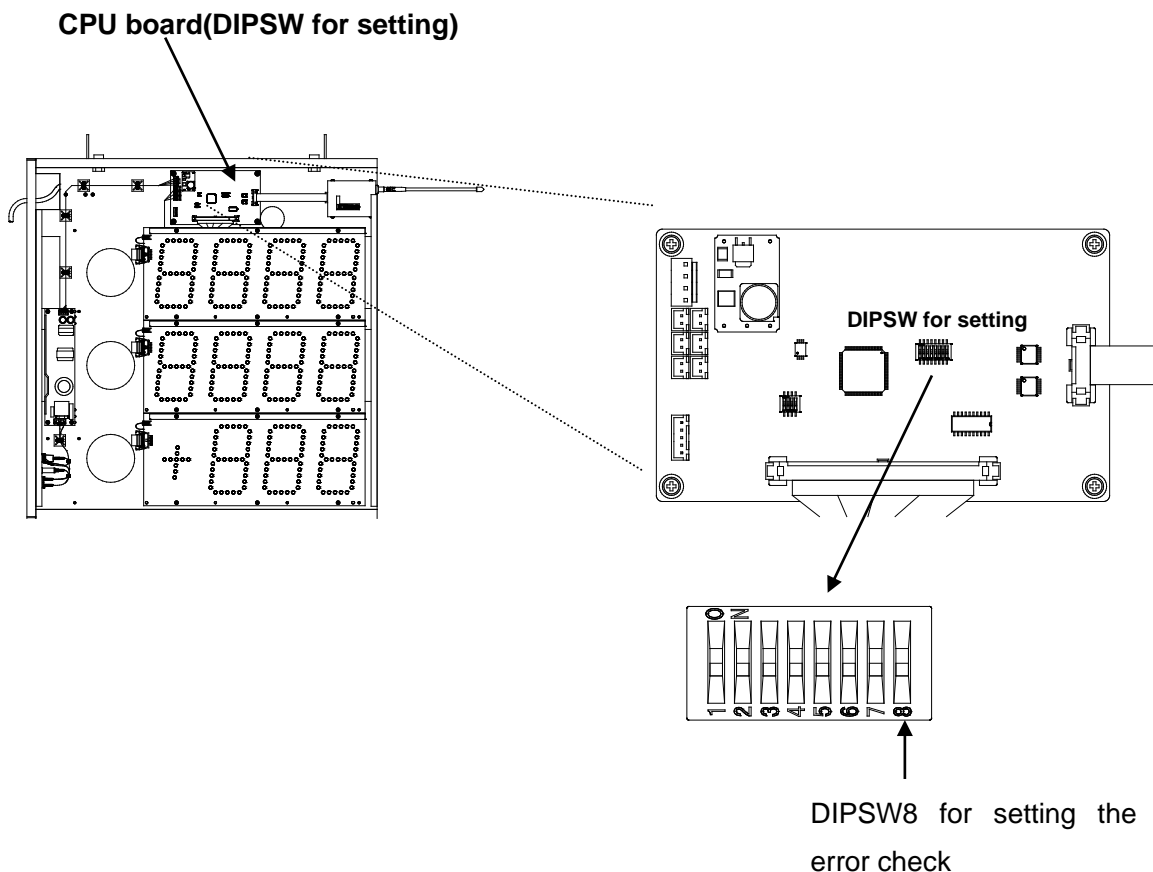 CPU board(DIPSW for setting)
DIPSW for setting
ON
1 2 3 4 5 6 7 8
DIPSW8 for setting the
error check